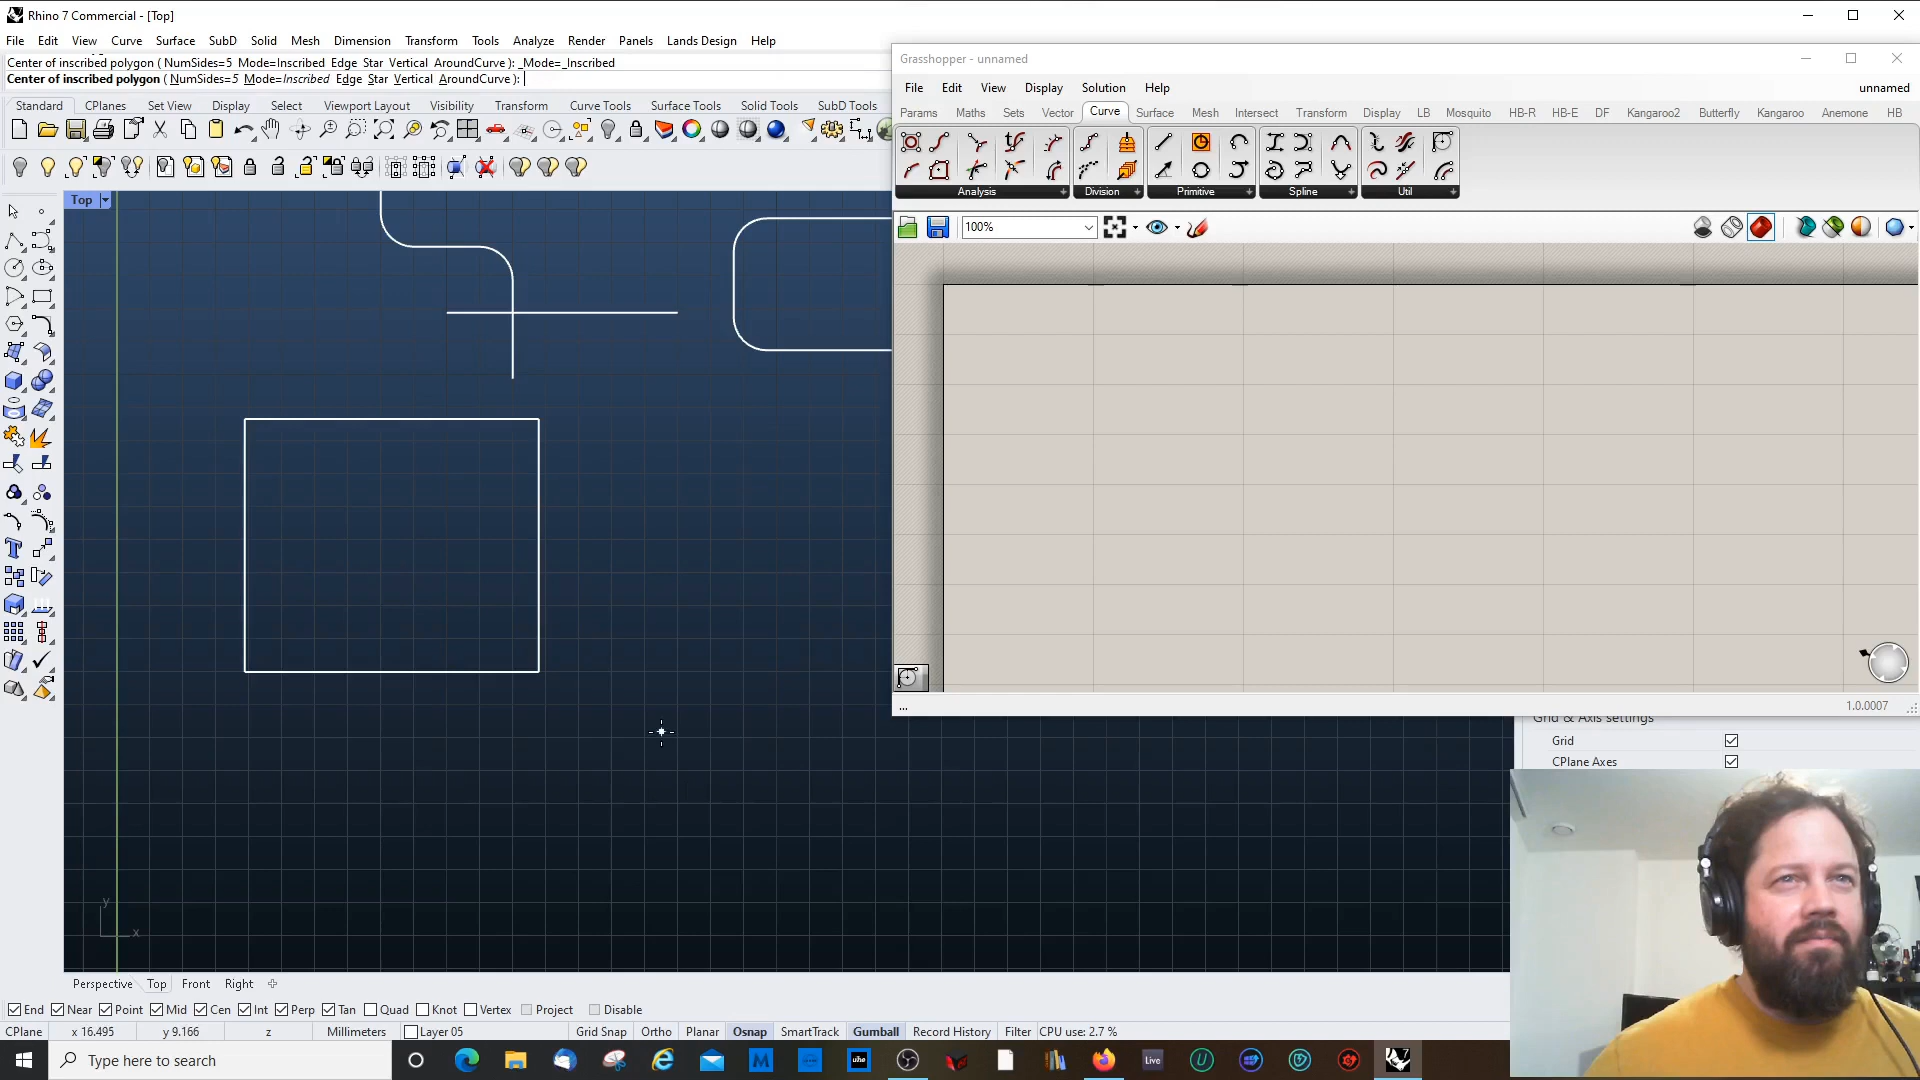 Rhino 7 Commercial - [Top]
File Edit View Curve Surface SubD Solid Mesh Dimension Transform Tools Analyze Render Panels Lands Design Help
Center of inscribed polygon ( NumSides=5 Mode=Inscribed Edge Star Vertical AroundCurve ): _Mode=_Inscribed
Center of inscribed polygon ( NumSides=5 Mode=Inscribed Edge Star Vertical AroundCurve ):
Standard CPlanes Set View Display Select Viewport Layout Visibility Transform Curve Tools Surface Tools Solid Tools SubD Tools
Top
Grasshopper - unnamed
File Edit View Display Solution Help unnamed
Params Maths Sets Vector Curve Surface Mesh Intersect Transform Display LB Mosquito HB-R HB-E DF Kangaroo2 Butterfly Kangaroo Anemone HB
Analysis Division Primitive Spline Util
100%
... 1.0.0007
Grid & Axis settings
Grid
CPlane Axes
y
x
Perspective Top Front Right
End Near Point Mid Cen Int Perp Tan Quad Knot Vertex Project Disable
CPlane x 16.495 y 9.166 z Millimeters Layer 05 Grid Snap Ortho Planar Osnap SmartTrack Gumball Record History Filter CPU use: 2.7 %
Type here to search
uhe
Live